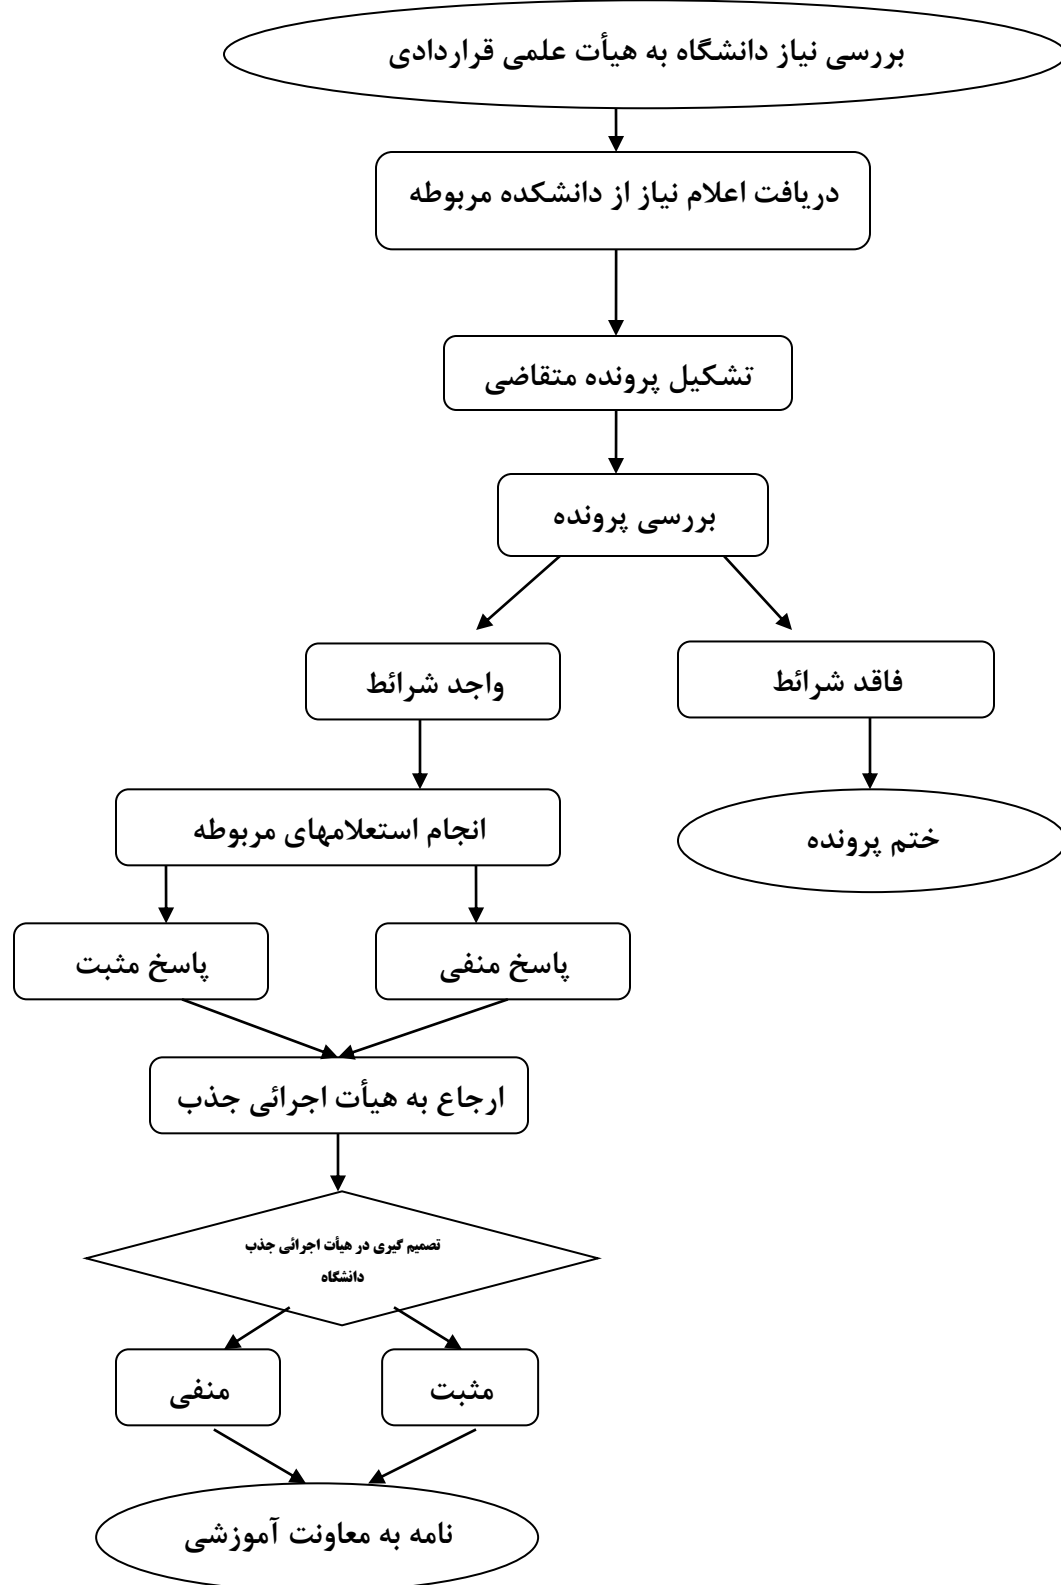 بررسی نیاز دانشگاه به هیأت علمی قراردادی
دریافت اعلام نیاز از دانشکده مربوطه
تشکیل پرونده متقاضی
بررسی پرونده
فاقد شرائط
واجد شرائط
انجام استعلامهای مربوطه
ختم پرونده
پاسخ منفی
پاسخ مثبت
ارجاع به هیأت اجرائی جذب
تصمیم گیری در هیأت اجرائی جذب
دانشگاه
مثبت
منفی
نامه به معاونت آموزشی